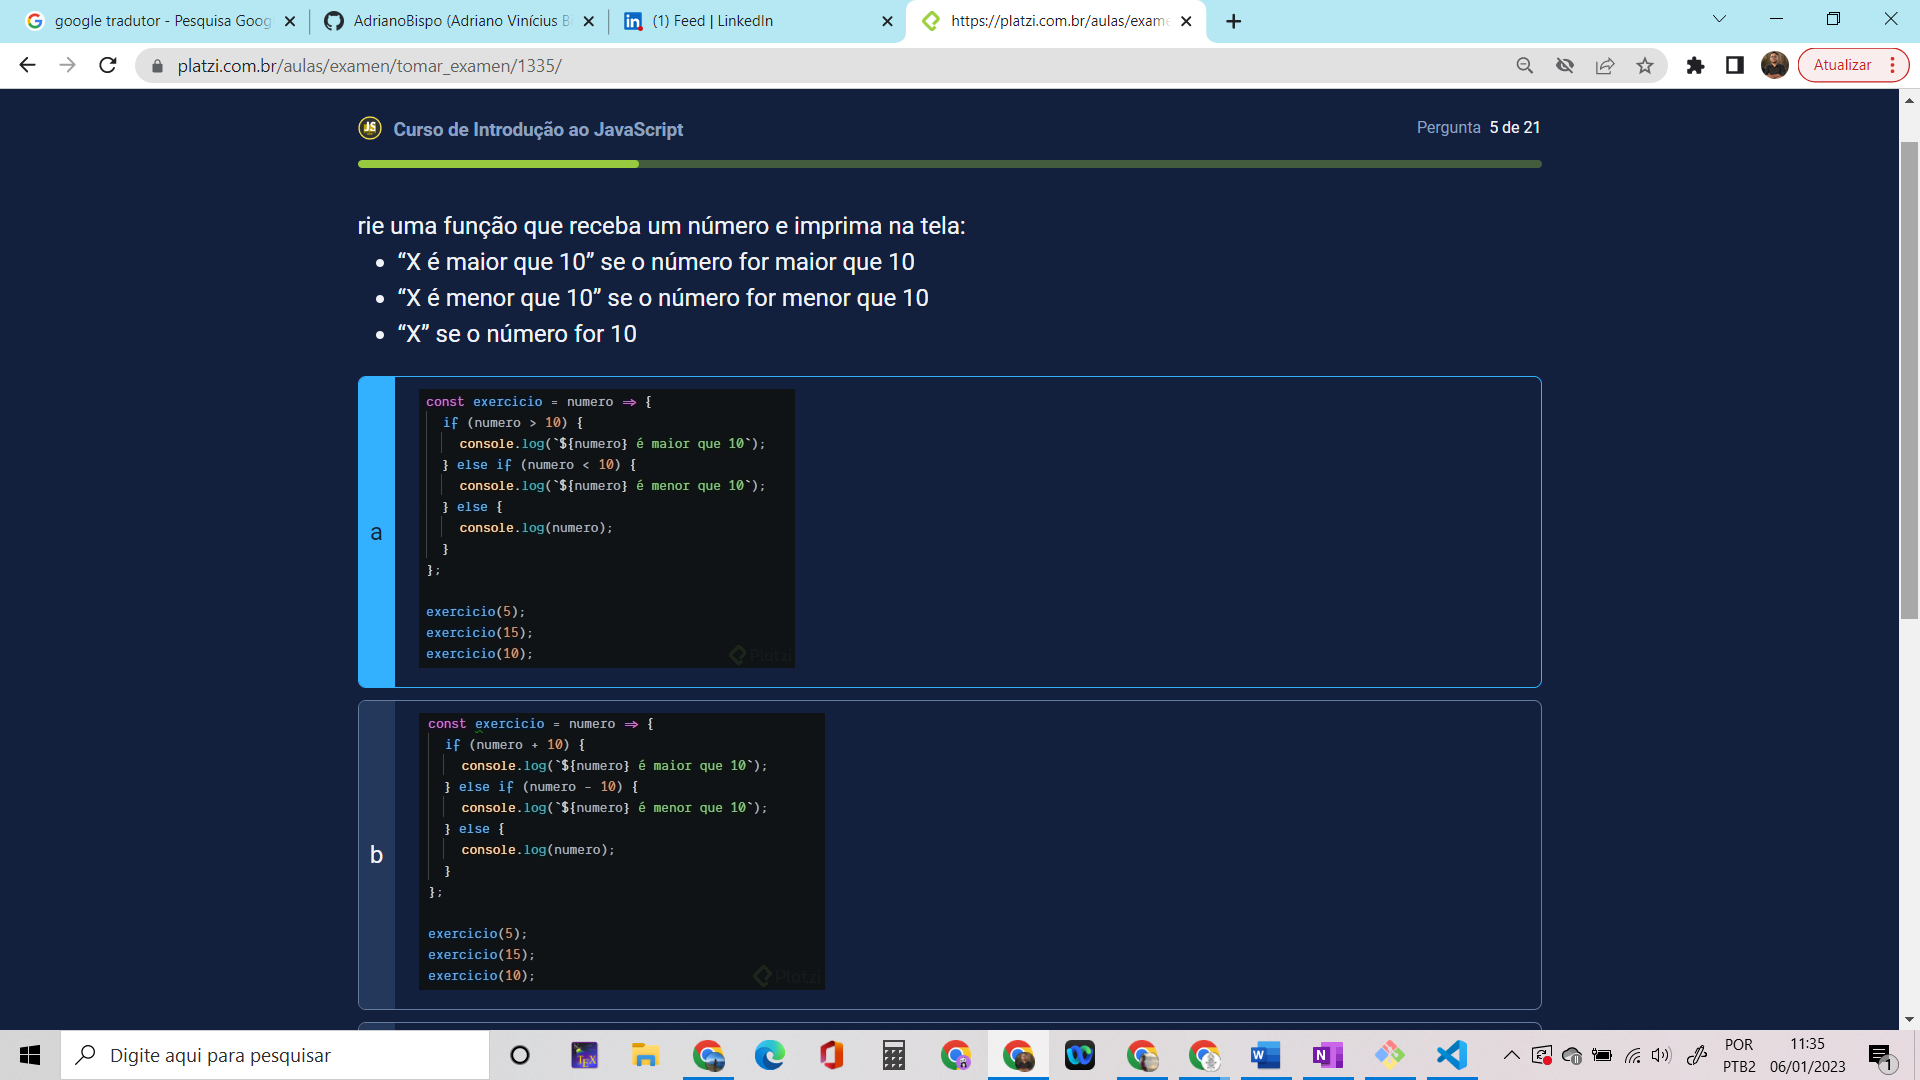 google tradutor - Pesquisa Goog
AdrianoBispo (Adriano Vinícius B
(1) Feed | LinkedIn
https://platzi.com.br/aulas/exame
platzi.com.br/aulas/examen/tomar_examen/1335/
Atualizar
JS
Curso de Introdução ao JavaScript
Pergunta 5 de 21
rie uma função que receba um número e imprima na tela:
• “X é maior que 10” se o número for maior que 10
• “X é menor que 10” se o número for menor que 10
• “X” se o número for 10
a
const exercicio = numero => {
if (numero > 10) {
console.log(`${numero} é maior que 10`);
} else if (numero < 10) {
console.log(`${numero} é menor que 10`);
} else {
console.log(numero);
}
};
exercicio(5);
exercicio(15);
exercicio(10);
Platzi
b
const exercicio = numero => {
if (numero + 10) {
console.log(`${numero} é maior que 10`);
} else if (numero - 10) {
console.log(`${numero} é menor que 10`);
} else {
console.log(numero);
}
};
exercicio(5);
exercicio(15);
exercicio(10);
Platzi
Digite aqui para pesquisar
POR
PTB2
11:35
06/01/2023
1